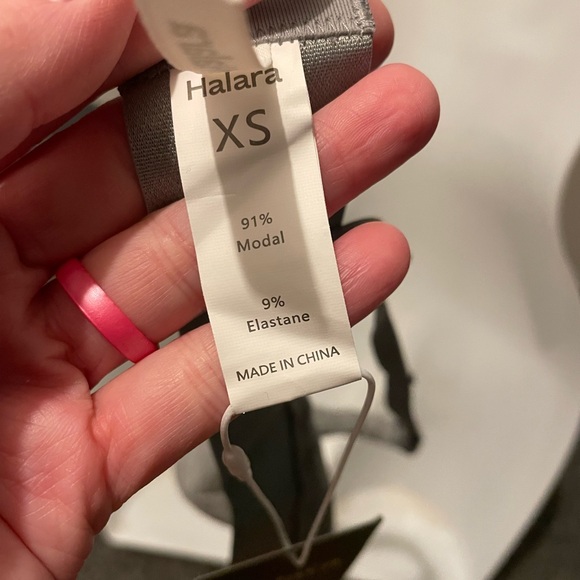 Halara
XS
91%
Modal
9%
Elastane
MADE IN CHINA